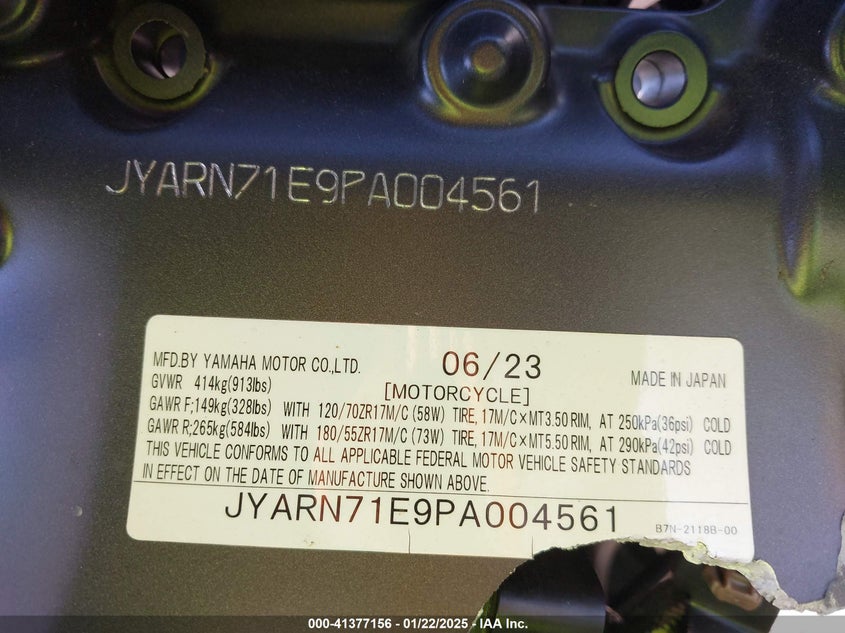 JYARN71E9PA004561
MFD.BY YAMAHA MOTOR CO.,LTD. 06/23 MADE IN JAPAN
GVWR 414kg(913lbs) [MOTORCYCLE]
GAWR F;149kg(328lbs) WITH 120/70ZR17M/C (58W) TIRE, 17M/C×MT3.50 RIM, AT 250kPa(36psi) COLD
GAWR R;265kg(584lbs) WITH 180/55ZR17M/C (73W) TIRE, 17M/C×MT5.50 RIM, AT 290kPa(42psi) COLD
THIS VEHICLE CONFORMS TO ALL APPLICABLE FEDERAL MOTOR VEHICLE SAFETY STANDARDS
IN EFFECT ON THE DATE OF MANUFACTURE SHOWN ABOVE.
JYARN71E9PA004561 B7N-2118B-00
000-41377156 - 01/22/2025 - IAA Inc.